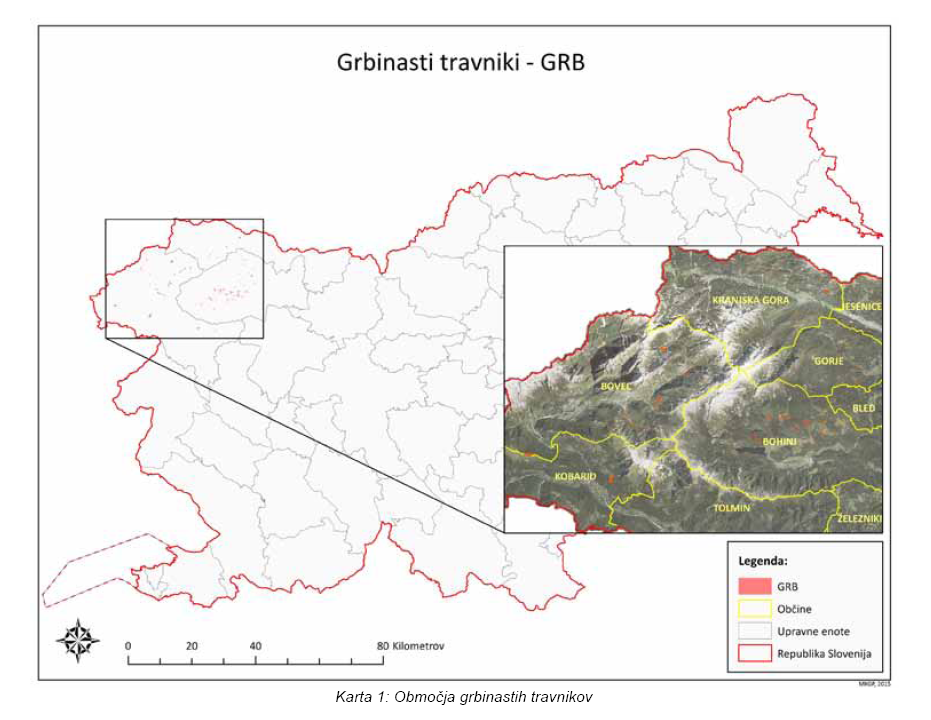 Grbinasti travniki - GRB
KRANJSKA GORA
JESENICE
GORJE
BOVEC
BLED
BOHINJ
KOBARID
TOLMIN
ŽELEZNIKI
Legenda:
GRB
Občine
Upravne enote
Republika Slovenija
0 20 40 80 Kilometrov
MKGP, 2015
Karta 1: Območja grbinastih travnikov